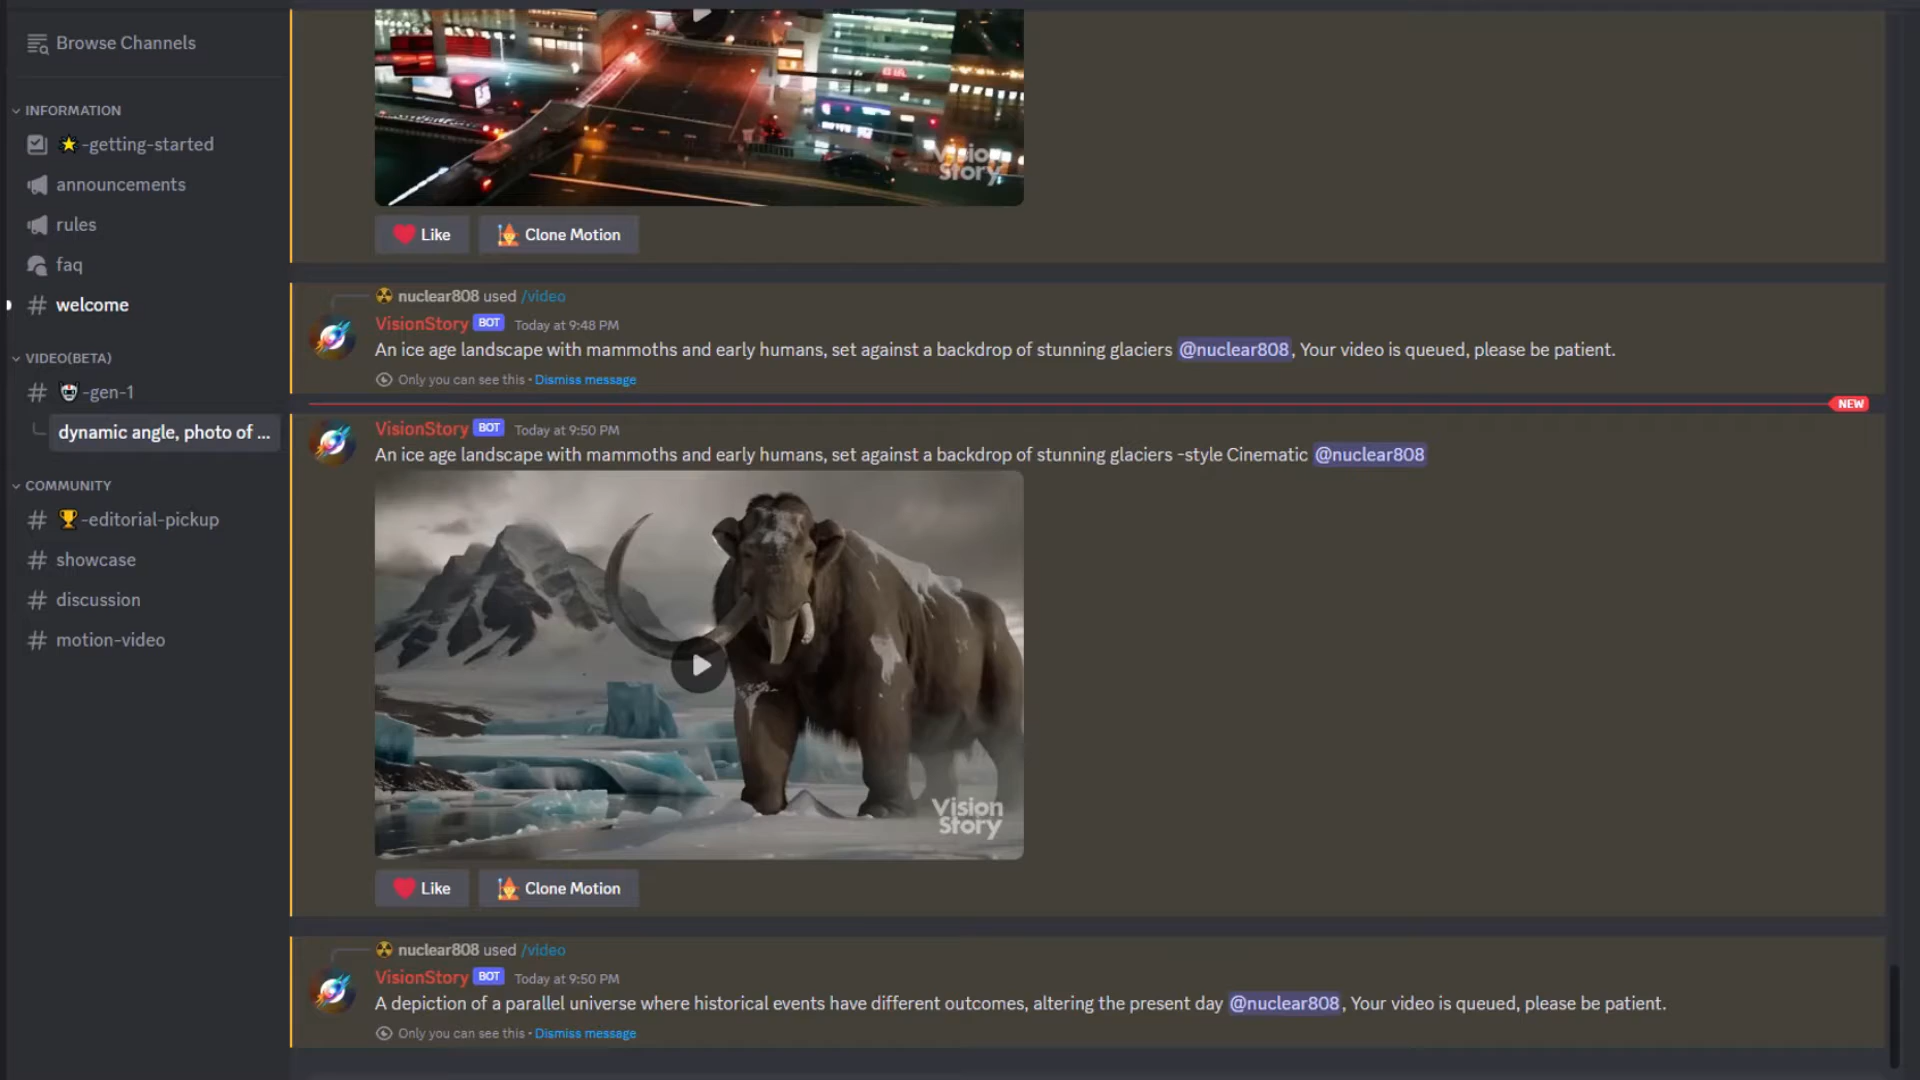 Browse Channels
INFORMATION
-getting-started
announcements
rules
faq
welcome
VIDEO(BETA)
-gen-1
dynamic angle, photo of ...
COMMUNITY
-editorial-pickup
showcase
discussion
motion-video
Vision
Story
Like
Clone Motion
nuclear808 used /video
VisionStory BOT Today at 9:48 PM
An ice age landscape with mammoths and early humans, set against a backdrop of stunning glaciers @nuclear808, Your video is queued, please be patient.
Only you can see this • Dismiss message
NEW
VisionStory BOT Today at 9:50 PM
An ice age landscape with mammoths and early humans, set against a backdrop of stunning glaciers -style Cinematic @nuclear808
Vision
Story
Like
Clone Motion
nuclear808 used /video
VisionStory BOT Today at 9:50 PM
A depiction of a parallel universe where historical events have different outcomes, altering the present day @nuclear808, Your video is queued, please be patient.
Only you can see this • Dismiss message